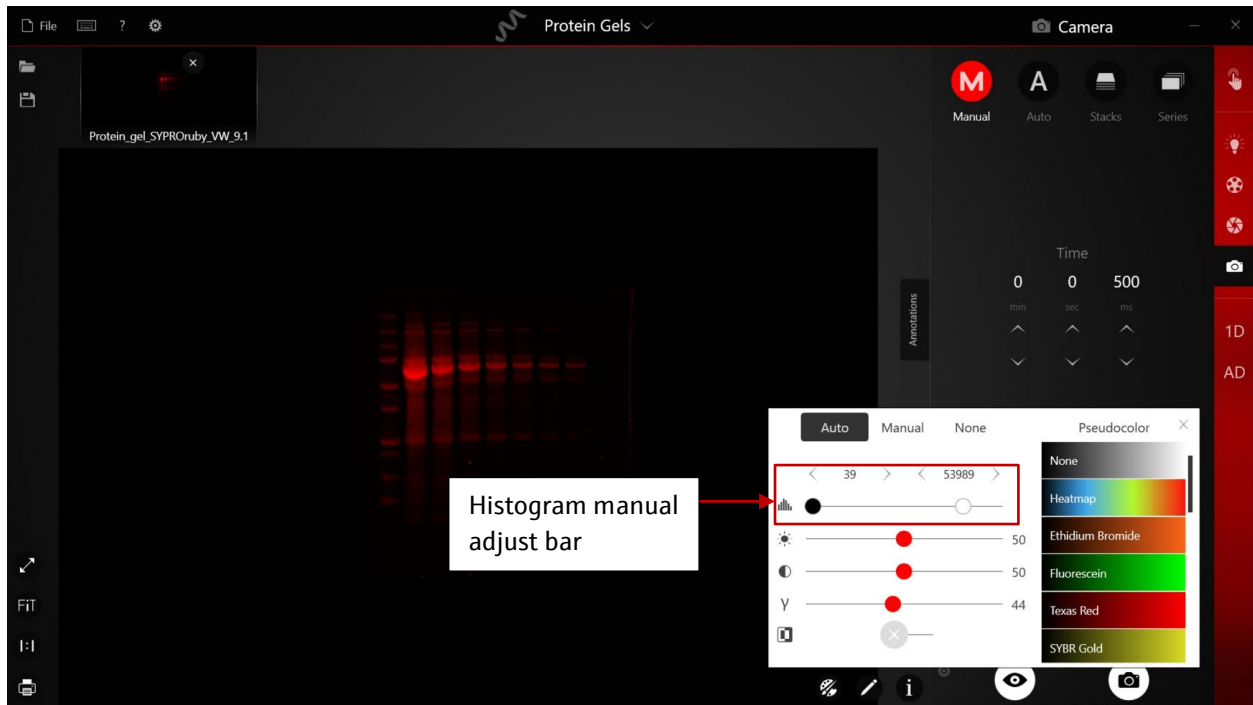 File ? Protein Gels Camera
Protein_gel_SYPROruby_VW_9.1
M A
Manual Auto Stacks Series
Time
0 0 500
min sec ms
Annotations
1D
AD
Auto Manual None Pseudocolor
39 53989
50
50
γ 44
None
Heatmap
Ethidium Bromide
Fluorescein
Texas Red
SYBR Gold
Histogram manual
adjust bar
FiT
1:1
i